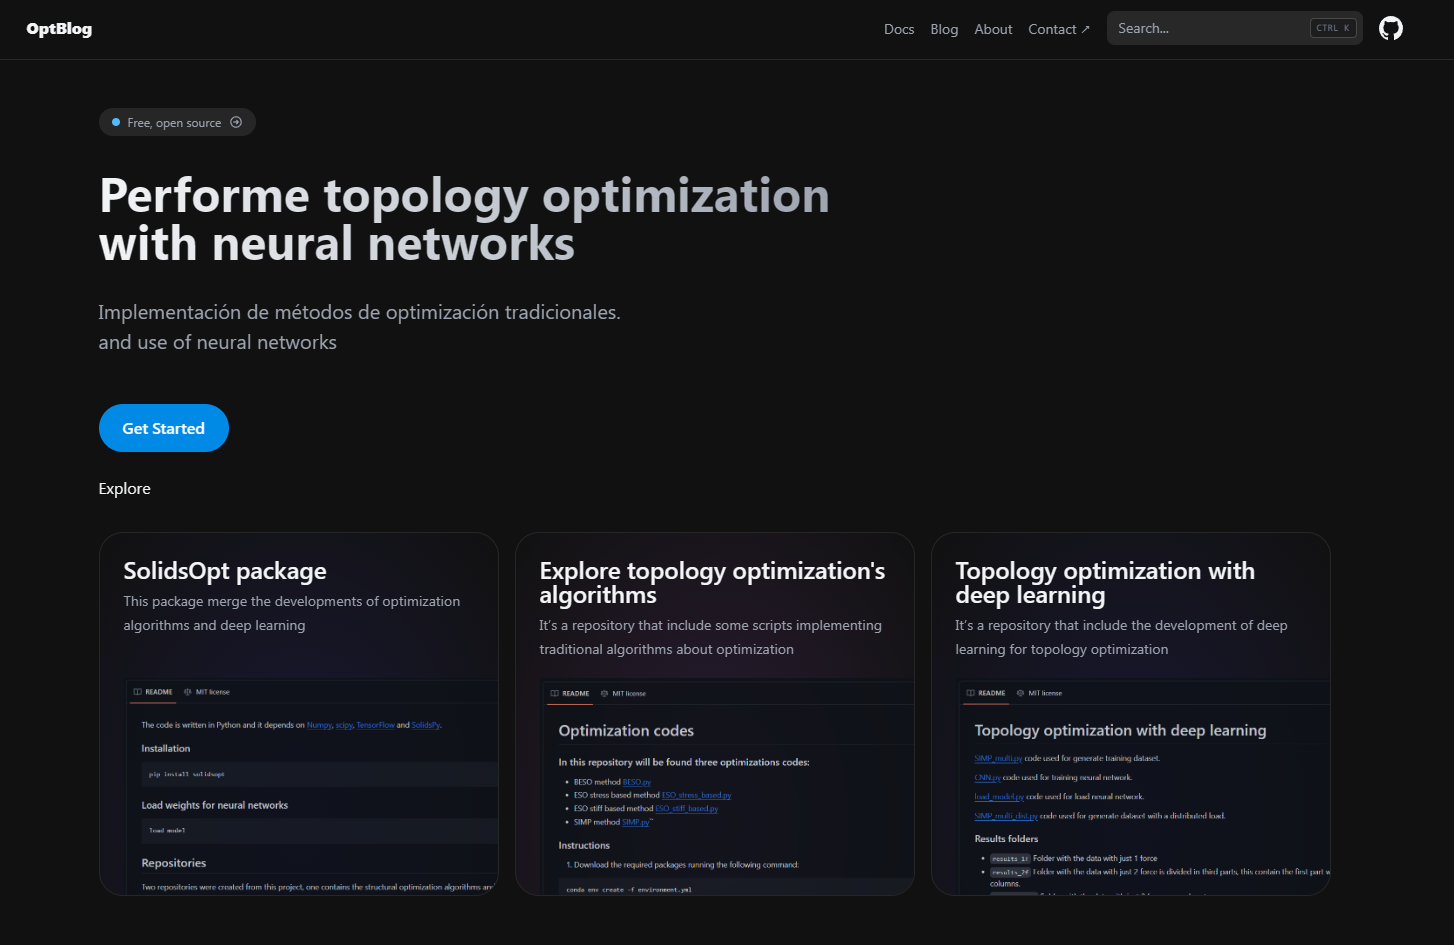 OptBlog
Docs Blog About Contact ↗ Search... CTRL K
Free, open source
Performe topology optimization
with neural networks
Implementación de métodos de optimización tradicionales.
and use of neural networks
Get Started
Explore
SolidsOpt package
This package merge the developments of optimization
algorithms and deep learning
README MIT license
The code is written in Python and it depends on Numpy, scipy, TensorFlow and SolidsPy.
Installation
pip install solidsopt
Load weights for neural networks
load model
Repositories
Two repositories were created from this project, one contains the structural optimization algorithms and
Explore topology optimization's
algorithms
It's a repository that include some scripts implementing
traditional algorithms about optimization
README MIT license
Optimization codes
In this repository will be found three optimizations codes:
• BESO method BESO.py
• ESO stress based method ESO_stress_based.py
• ESO stiff based method ESO_stiff_based.py
• SIMP method SIMP.py~
Instructions
1. Download the required packages running the following command:
conda env create -f environment.yml
Topology optimization with
deep learning
It's a repository that include the development of deep
learning for topology optimization
README MIT license
Topology optimization with deep learning
SIMP_multi.py code used for generate training dataset.
CNN.py code used for training neural network.
load_model.py code used for load neural network.
SIMP_multi_dist.py code used for generate dataset with a distributed load.
Results folders
• results_1f Folder with the data with just 1 force
• results_2f Folder with the data with just 2 force is divided in third parts, this contain the first part
columns.